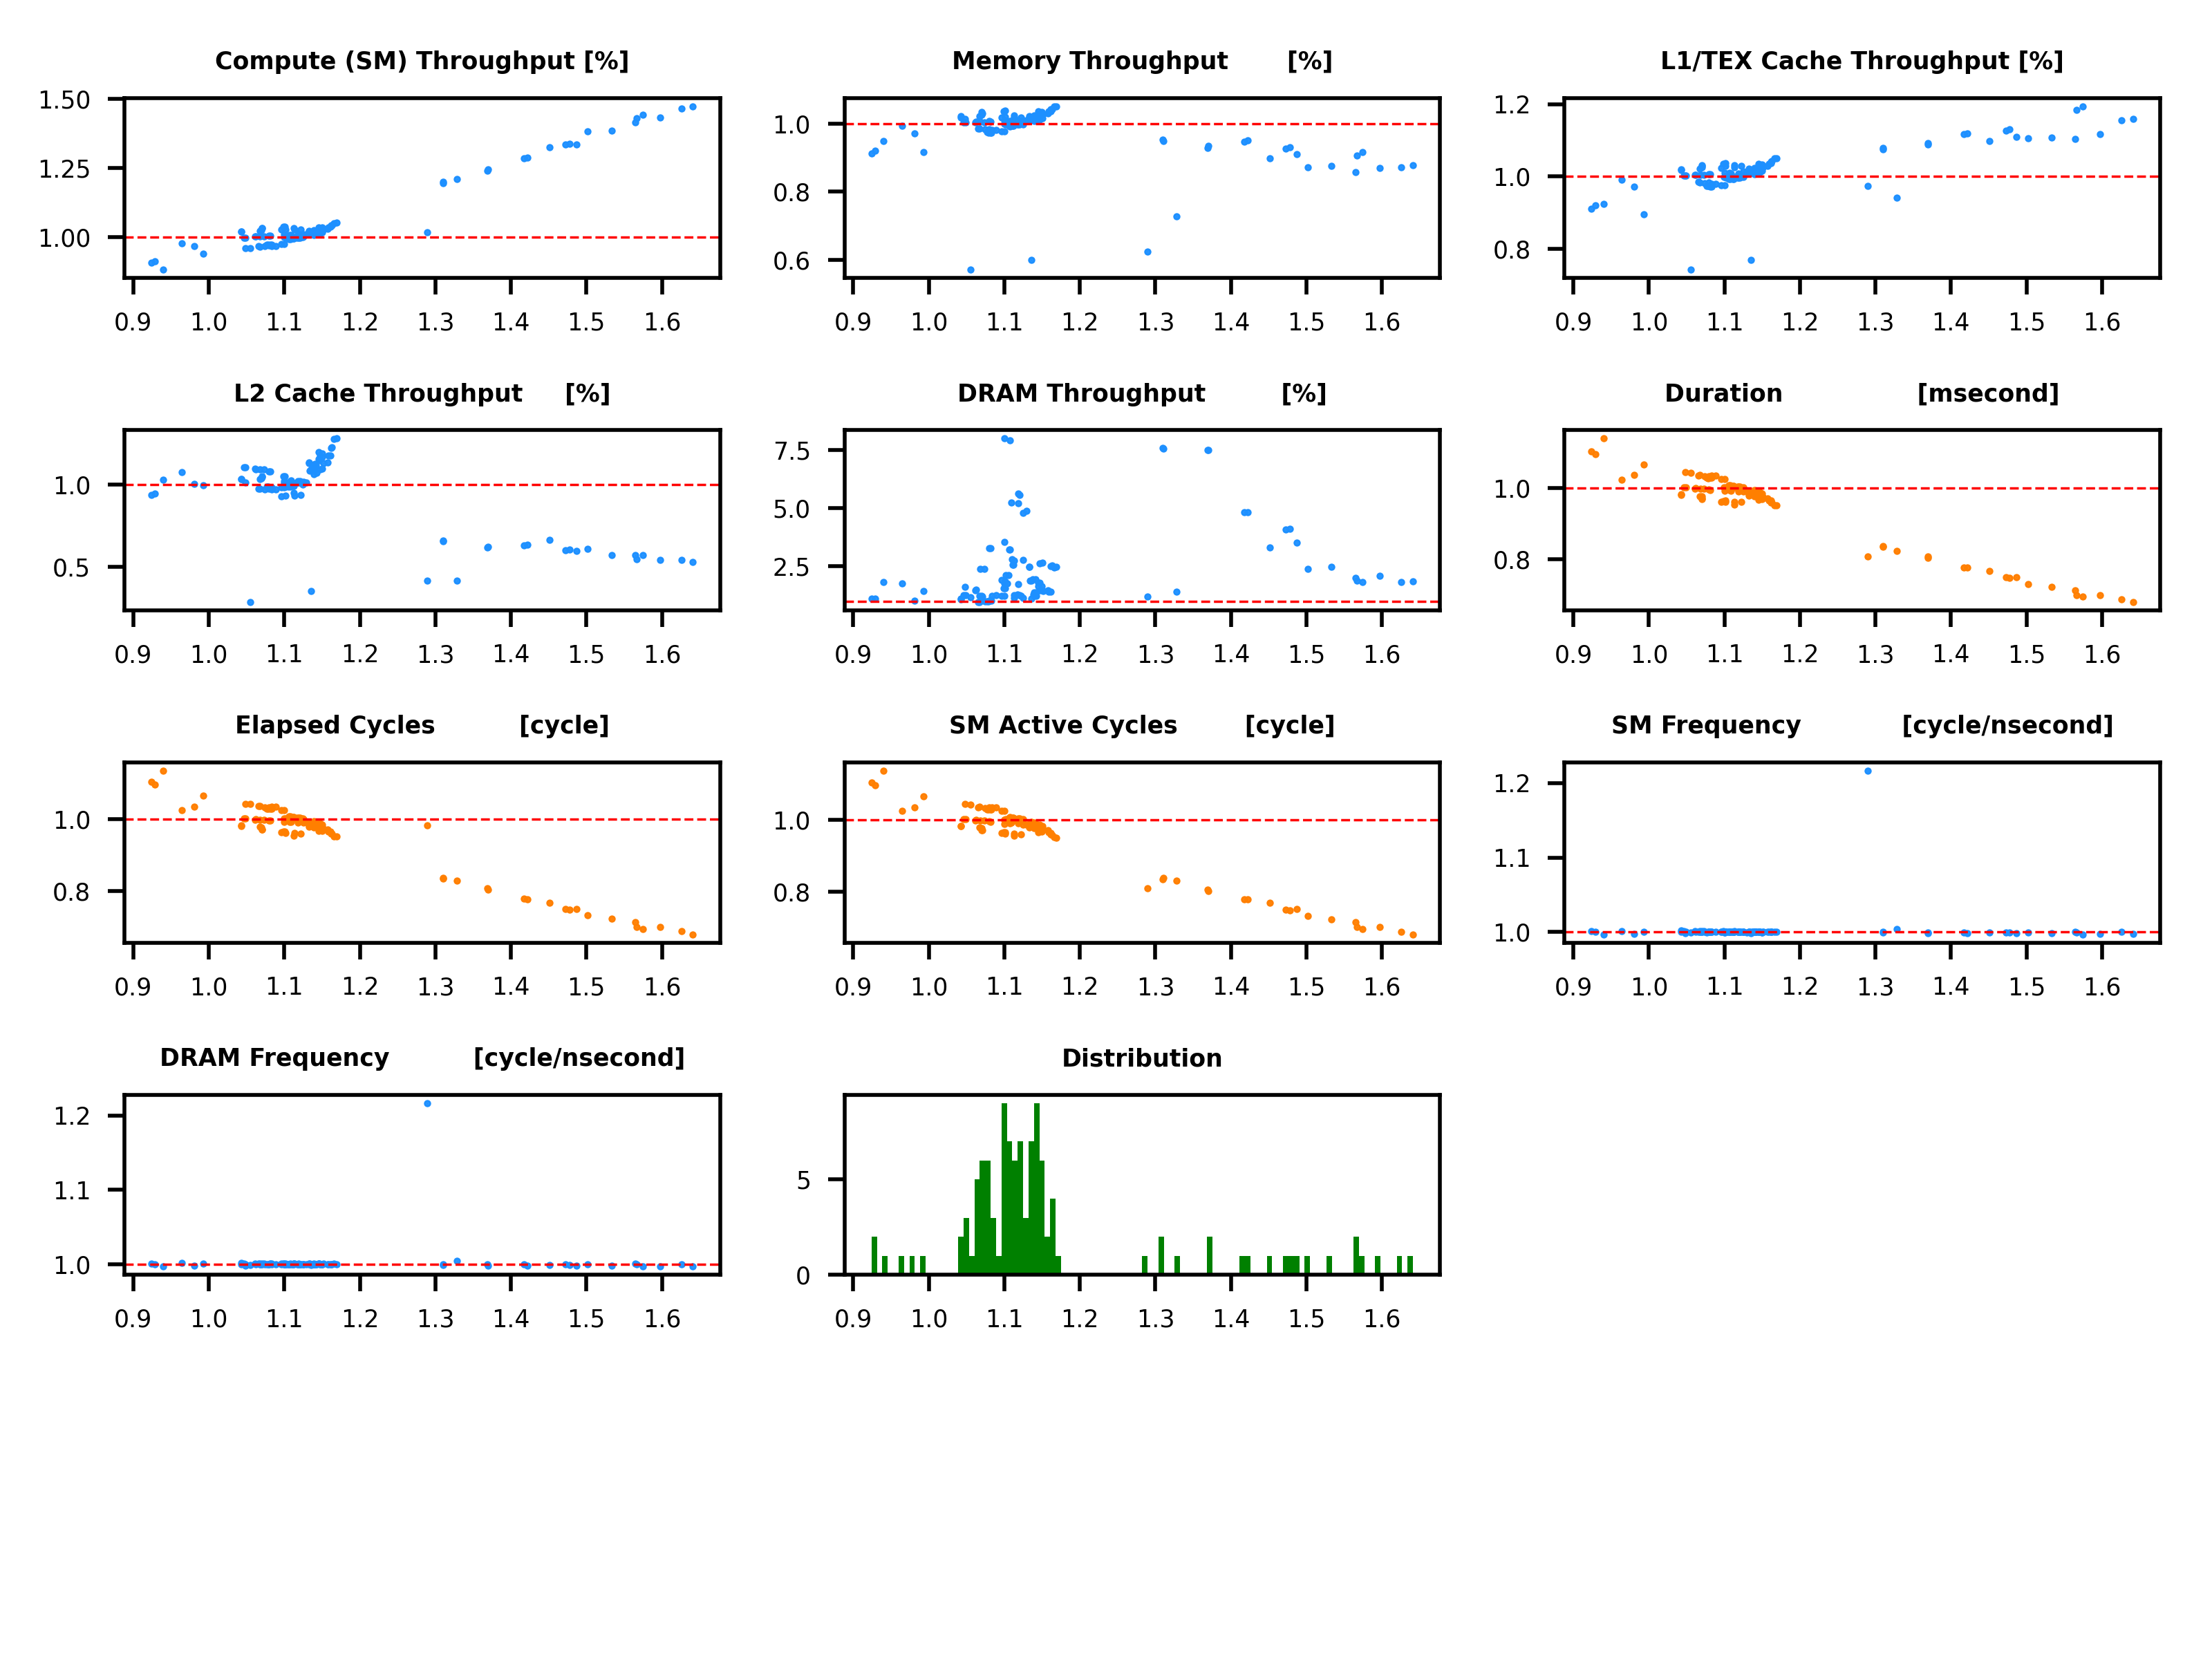 Compute (SM) Throughput [%]
1.50
1.25
1.00
0.9 1.0 1.1 1.2 1.3 1.4 1.5 1.6
Memory Throughput [%]
1.0
0.8
0.6
0.9 1.0 1.1 1.2 1.3 1.4 1.5 1.6
L1/TEX Cache Throughput [%]
1.2
1.0
0.8
0.9 1.0 1.1 1.2 1.3 1.4 1.5 1.6
L2 Cache Throughput [%]
1.0
0.5
0.9 1.0 1.1 1.2 1.3 1.4 1.5 1.6
DRAM Throughput [%]
7.5
5.0
2.5
0.9 1.0 1.1 1.2 1.3 1.4 1.5 1.6
Duration [msecond]
1.0
0.8
0.9 1.0 1.1 1.2 1.3 1.4 1.5 1.6
Elapsed Cycles [cycle]
1.0
0.8
0.9 1.0 1.1 1.2 1.3 1.4 1.5 1.6
SM Active Cycles [cycle]
1.0
0.8
0.9 1.0 1.1 1.2 1.3 1.4 1.5 1.6
SM Frequency [cycle/nsecond]
1.2
1.1
1.0
0.9 1.0 1.1 1.2 1.3 1.4 1.5 1.6
DRAM Frequency [cycle/nsecond]
1.2
1.1
1.0
0.9 1.0 1.1 1.2 1.3 1.4 1.5 1.6
Distribution
5
0
0.9 1.0 1.1 1.2 1.3 1.4 1.5 1.6